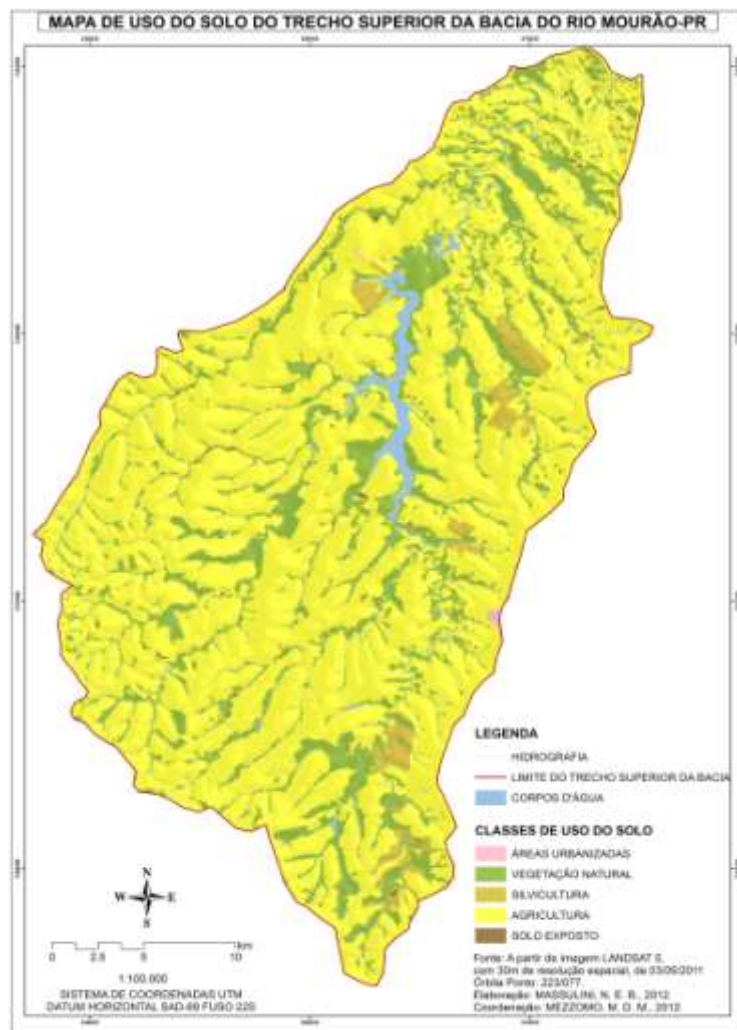 MAPA DE USO DO SOLO DO TRECHO SUPERIOR DA BACIA DO RIO MOURÃO-PR
LEGENDA
HIDROGRAFIA
LIMITE DO TRECHO SUPERIOR DA BACIA
CORPOS D'ÁGUA
CLASSES DE USO DO SOLO
ÁREAS URBANIZADAS
VEGETAÇÃO NATURAL
SILVICULTURA
AGRICULTURA
SOLO EXPOSTO
N
W E
S
0 2.5 5 10 km
1:100.000
SISTEMA DE COORDENADAS UTM
DATUM HORIZONTAL SAD-69 FUSO 22S
Fonte: A partir de imagem LANDSAT 5,
com 30m de resolução espacial, de 03/06/2011
Órbita Ponto: 223/077.
Elaboração: MASSULINI, N. E. B., 2012
Coordenação: MEZZOMO, M. D. M., 2012